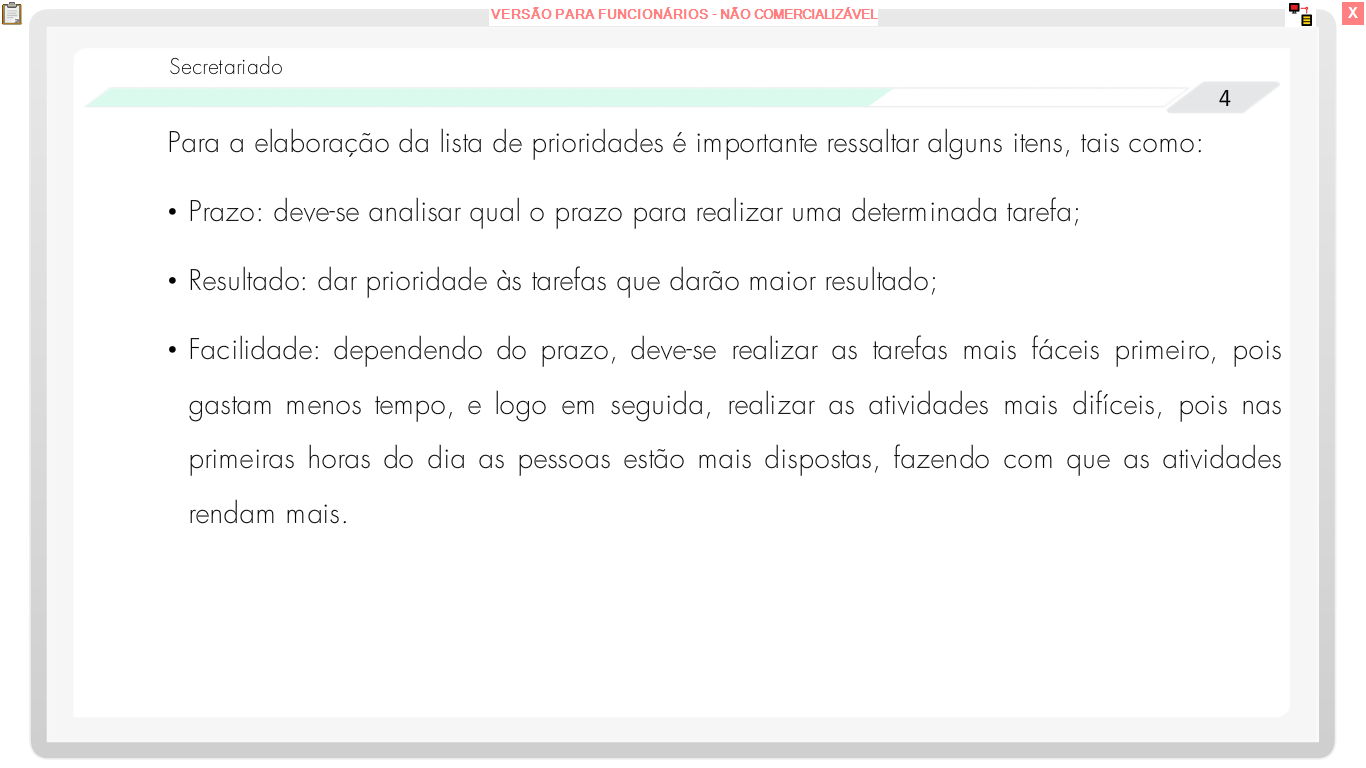 VERSÃO PARA FUNCIONÁRIOS - NÃO COMERCIALIZÁVEL
X
Secretariado
4
Para a elaboração da lista de prioridades é importante ressaltar alguns itens, tais como:
• Prazo: deve-se analisar qual o prazo para realizar uma determinada tarefa;
• Resultado: dar prioridade às tarefas que darão maior resultado;
• Facilidade: dependendo do prazo, deve-se realizar as tarefas mais fáceis primeiro, pois
gastam menos tempo, e logo em seguida, realizar as atividades mais difíceis, pois nas
primeiras horas do dia as pessoas estão mais dispostas, fazendo com que as atividades
rendam mais.